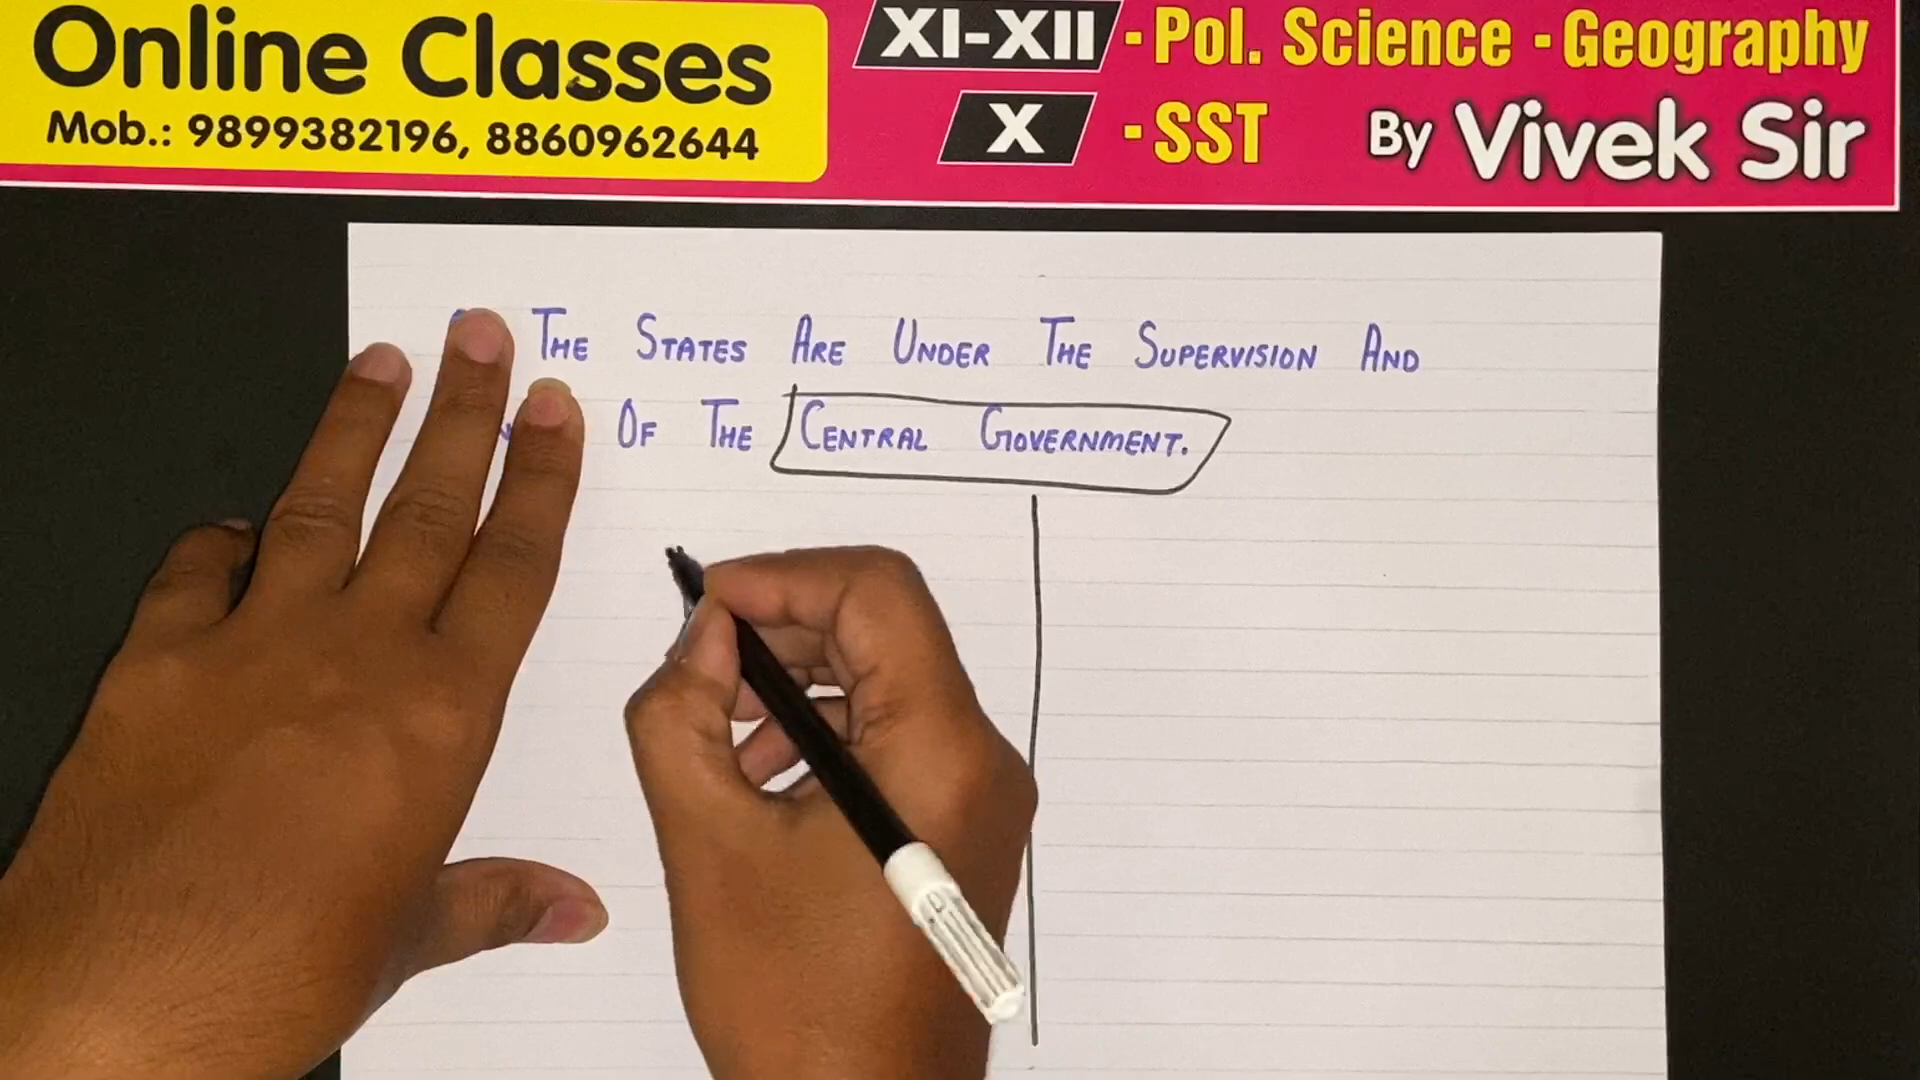 Online Classes
Mob.: 9899382196, 8860962644
XI-XII - Pol. Science - Geography
X - SST
By Vivek Sir
THE STATES ARE UNDER THE SUPERVISION AND
OF THE CENTRAL GOVERNMENT.